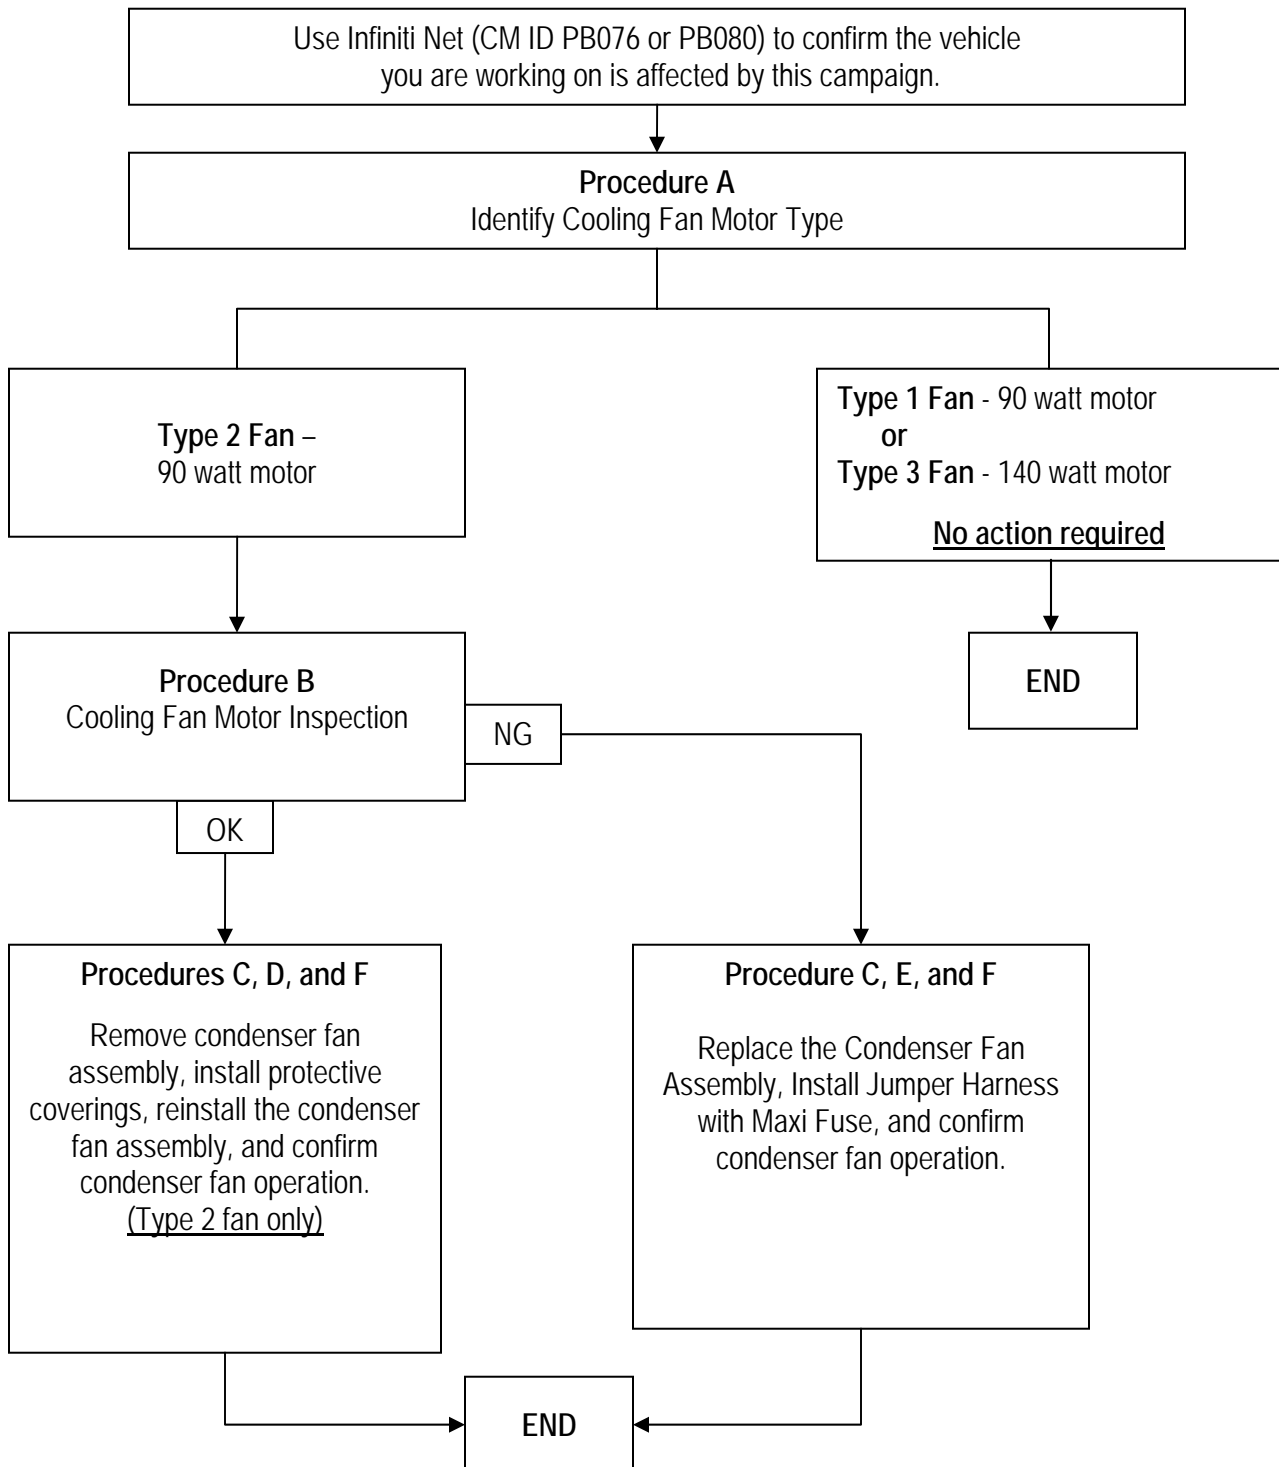 Use Infiniti Net (CM ID PB076 or PB080) to confirm the vehicle
you are working on is affected by this campaign.
Procedure A
Identify Cooling Fan Motor Type
Type 2 Fan –
90 watt motor
Type 1 Fan - 90 watt motor
or
Type 3 Fan - 140 watt motor
No action required
Procedure B
Cooling Fan Motor Inspection
NG
OK
END
Procedures C, D, and F
Remove condenser fan
assembly, install protective
coverings, reinstall the condenser
fan assembly, and confirm
condenser fan operation.
(Type 2 fan only)
Procedure C, E, and F
Replace the Condenser Fan
Assembly, Install Jumper Harness
with Maxi Fuse, and confirm
condenser fan operation.
END